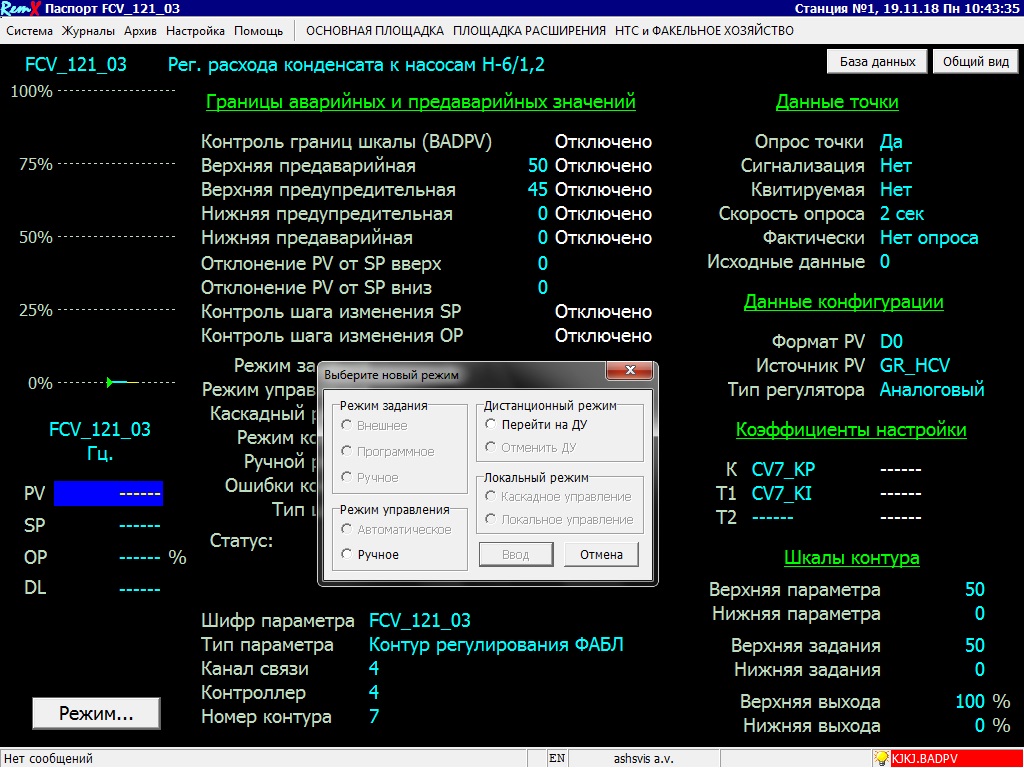 RemX Паспорт FCV_121_03 Станция №1, 19.11.18 Пн 10:43:35
Система Журналы Архив Настройка Помощь ОСНОВНАЯ ПЛОЩАДКА ПЛОЩАДКА РАСШИРЕНИЯ НТС и ФАКЕЛЬНОЕ ХОЗЯЙСТВО
FCV_121_03 Рег. расхода конденсата к насосам Н-6/1,2 База данных Общий вид
100%
75%
50%
25%
0%
FCV_121_03
Гц.
PV ------
SP ------
OP ------ %
DL ------
Режим...
Границы аварийных и предаварийных значений
Контроль границ шкалы (BADPV) Отключено
Верхняя предаварийная 50 Отключено
Верхняя предупредительная 45 Отключено
Нижняя предупредительная 0 Отключено
Нижняя предаварийная 0 Отключено
Отклонение PV от SP вверх 0
Отклонение PV от SP вниз 0
Контроль шага изменения SP Отключено
Контроль шага изменения OP Отключено
Режим за
Режим управ
Каскадный р
Режим ко
Ручной р
Ошибки ко
Тип ш
Статус:
Выберите новый режим
Режим задания
Внешнее
Программное
Ручное
Режим управления
Автоматическое
Ручное
Дистанционный режим
Перейти на ДУ
Отменить ДУ
Локальный режим
Каскадное управление
Локальное управление
Ввод Отмена
Шифр параметра FCV_121_03
Тип параметра Контур регулирования ФАБЛ
Канал связи 4
Контроллер 4
Номер контура 7
Данные точки
Опрос точки Да
Сигнализация Нет
Квитируемая Нет
Скорость опроса 2 сек
Фактически Нет опроса
Исходные данные 0
Данные конфигурации
Формат PV D0
Источник PV GR_HCV
Тип регулятора Аналоговый
Коэффициенты настройки
К CV7_KP ------
Т1 CV7_KI ------
Т2 ------ ------
Шкалы контура
Верхняя параметра 50
Нижняя параметра 0
Верхняя задания 50
Нижняя задания 0
Верхняя выхода 100 %
Нижняя выхода 0 %
Нет сообщений EN ashsvis a.v. KJKJ.BADPV